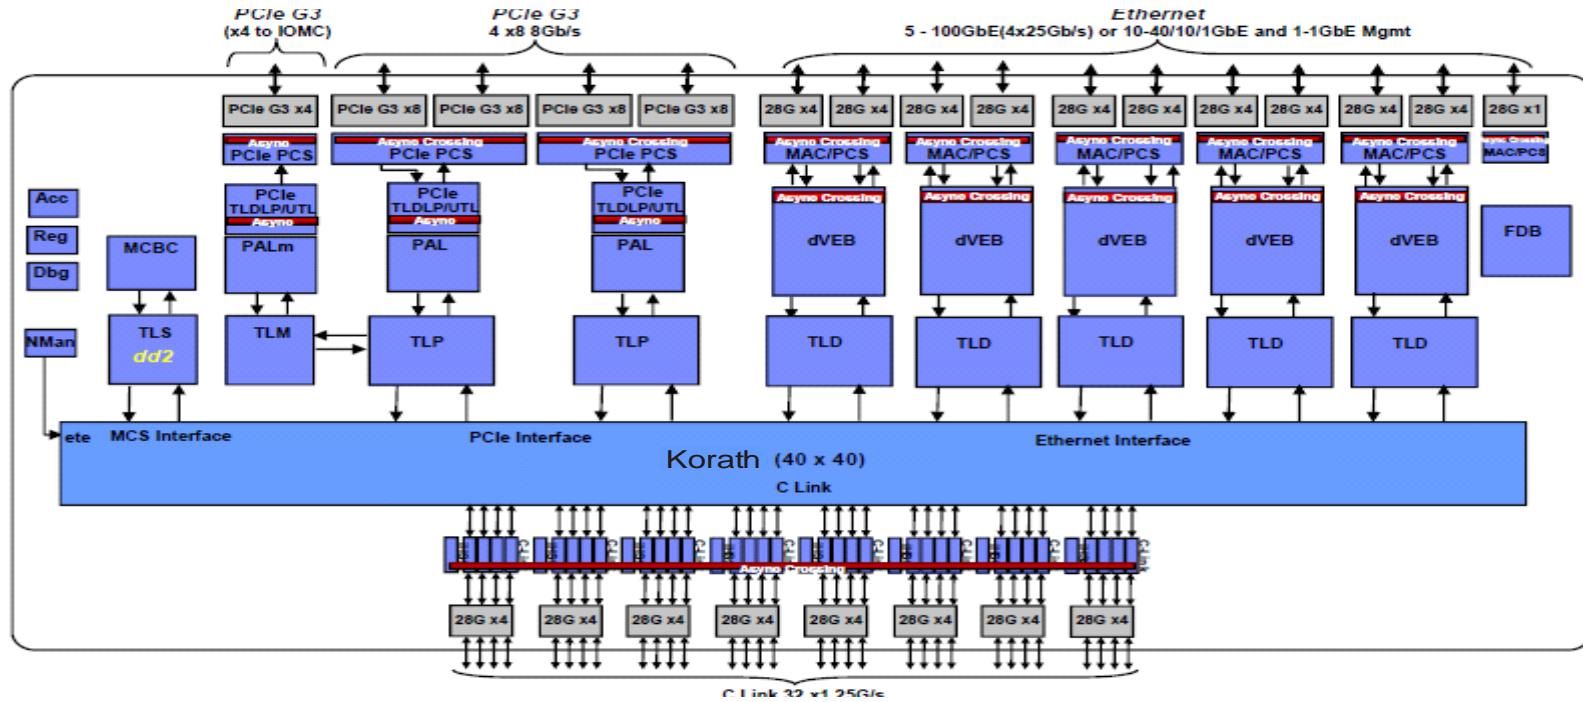 PCIe G3
PCIe G3
Ethernet
(x4 to IOMC)
4 x8 8Gb/s
5 - 100GbE(4x25Gb/s) or 10-40/10/1GbE and 1-1GbE Mgmt
PCIe G3 x4
PCIe G3 x8
PCIe G3 x8
PCIe G3 x8
PCIe G3 x8
28G x4
28G x4
28G x4
28G x4
28G x4
28G x4
28G x4
28G x4
28G x4
28G x4
28G x1
Async
PCIe PCS
Async Crossing
PCIe PCS
Async Crossing
PCIe PCS
Async Crossing
MAC/PCS
Async Crossing
MAC/PCS
Async Crossing
MAC/PCS
Async Crossing
MAC/PCS
Async Crossing
MAC/PCS
Async Crossing
MAC/PCS
Acc
Reg
Dbg
NMan
MCBC
PCIe
TLDLP/UTL
Async
PALm
PCIe
TLDLP/UTL
Async
PAL
PCIe
TLDLP/UTL
Async
PAL
Async Crossing
dVEB
Async Crossing
dVEB
Async Crossing
dVEB
Async Crossing
dVEB
Async Crossing
dVEB
FDB
TLS
dd2
TLM
TLP
TLP
TLD
TLD
TLD
TLD
TLD
ete
MCS Interface
PCIe Interface
Ethernet Interface
Korath (40 x 40)
C Link
Async Crossing
28G x4
28G x4
28G x4
28G x4
28G x4
28G x4
28G x4
28G x4
C Link 32 x1 25G/s